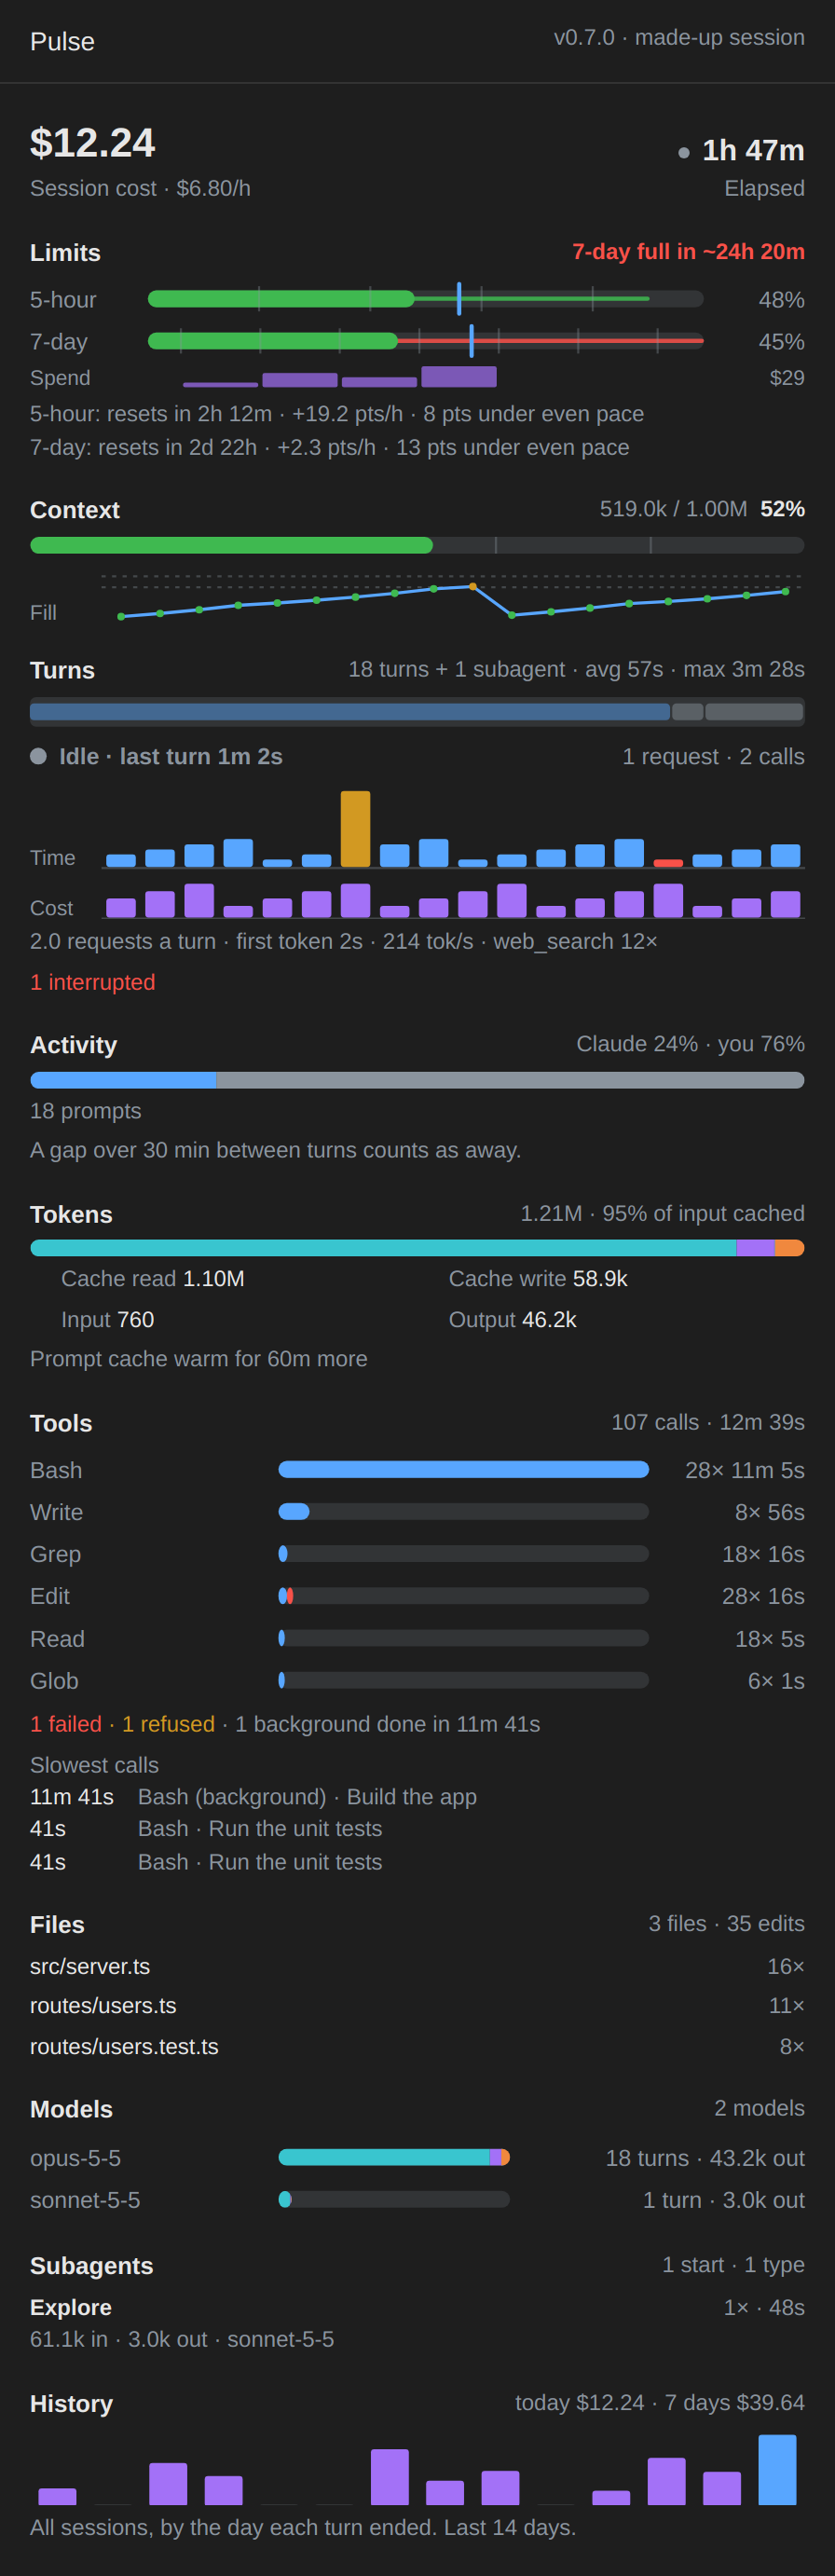 Pulse v0.7.0 · made-up session
$12.24 1h 47m
Session cost · $6.80/h Elapsed
Limits 7-day full in ~24h 20m
5-hour 48%
7-day 45%
Spend $29
5-hour: resets in 2h 12m · +19.2 pts/h · 8 pts under even pace
7-day: resets in 2d 22h · +2.3 pts/h · 13 pts under even pace
Context 519.0k / 1.00M 52%
Fill
Turns 18 turns + 1 subagent · avg 57s · max 3m 28s
Idle · last turn 1m 2s 1 request · 2 calls
Time
Cost
2.0 requests a turn · first token 2s · 214 tok/s · web_search 12×
1 interrupted
Activity Claude 24% · you 76%
18 prompts
A gap over 30 min between turns counts as away.
Tokens 1.21M · 95% of input cached
Cache read 1.10M Cache write 58.9k
Input 760 Output 46.2k
Prompt cache warm for 60m more
Tools 107 calls · 12m 39s
Bash 28× 11m 5s
Write 8× 56s
Grep 18× 16s
Edit 28× 16s
Read 18× 5s
Glob 6× 1s
1 failed · 1 refused · 1 background done in 11m 41s
Slowest calls
11m 41s Bash (background) · Build the app
41s Bash · Run the unit tests
41s Bash · Run the unit tests
Files 3 files · 35 edits
src/server.ts 16×
routes/users.ts 11×
routes/users.test.ts 8×
Models 2 models
opus-5-5 18 turns · 43.2k out
sonnet-5-5 1 turn · 3.0k out
Subagents 1 start · 1 type
Explore 1× · 48s
61.1k in · 3.0k out · sonnet-5-5
History today $12.24 · 7 days $39.64
All sessions, by the day each turn ended. Last 14 days.